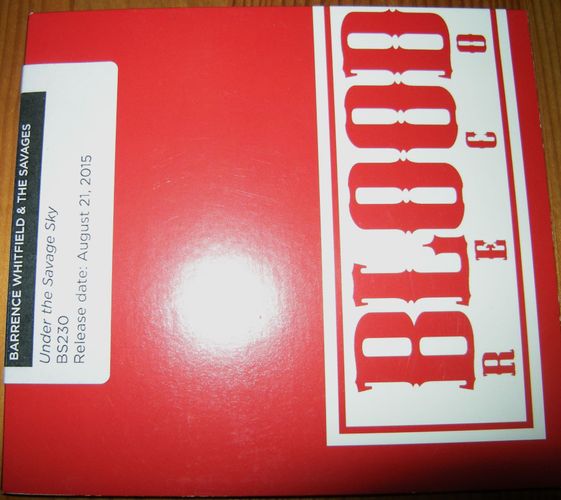 BARRENCE WHITFIELD & THE SAVAGES
Under the Savage Sky
BS230
Release date: August 21, 2015
BLOOD
RECO